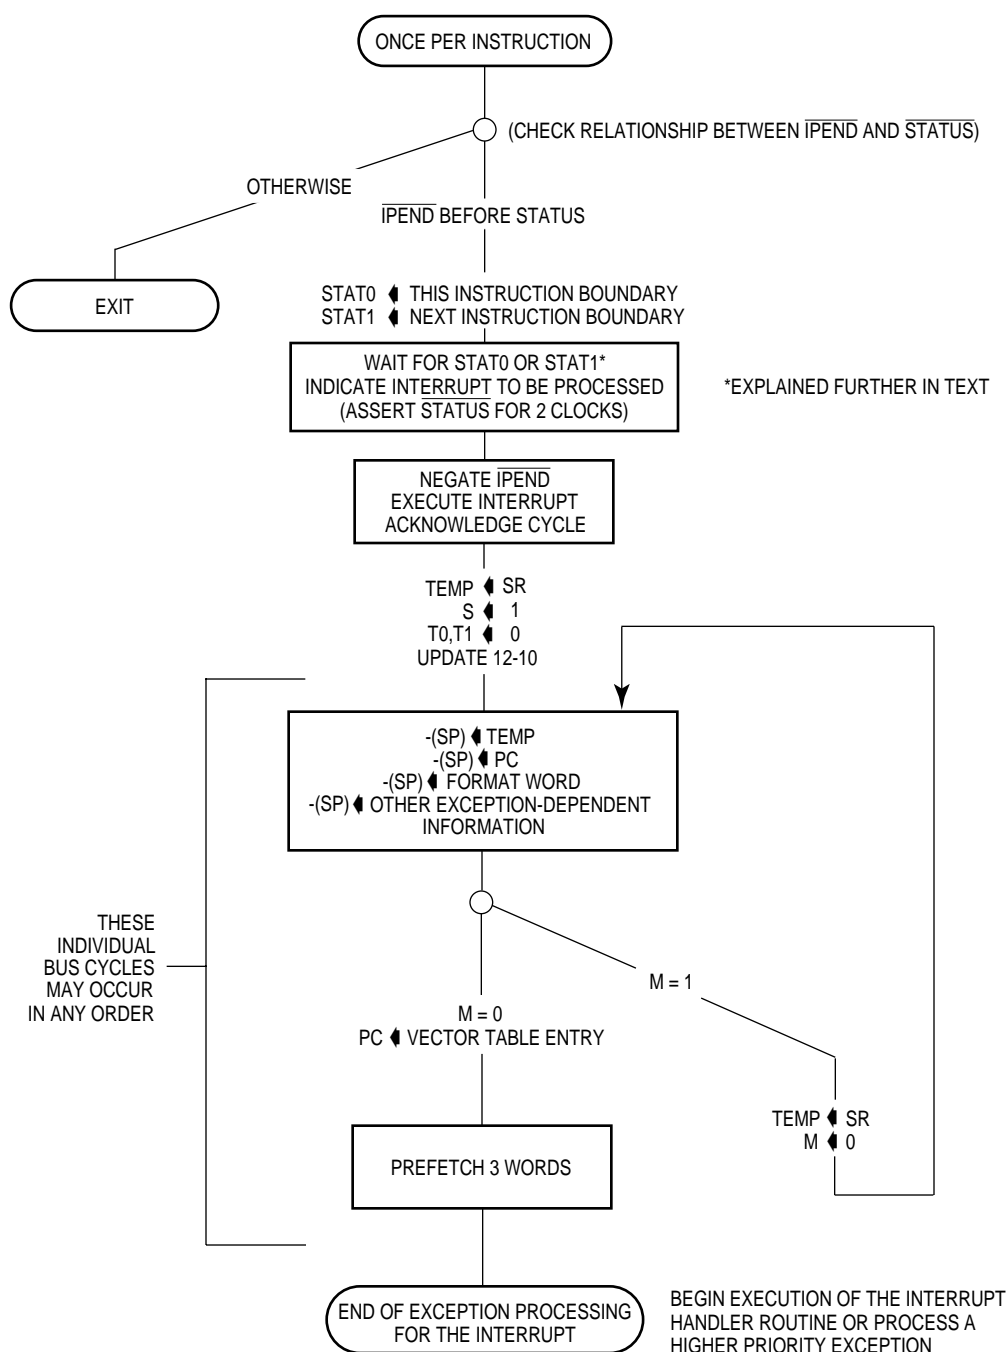 ONCE PER INSTRUCTION
(CHECK RELATIONSHIP BETWEEN IPEND AND STATUS)
OTHERWISE
IPEND BEFORE STATUS
EXIT
STAT0 ◖ THIS INSTRUCTION BOUNDARY
STAT1 ◖ NEXT INSTRUCTION BOUNDARY
WAIT FOR STAT0 OR STAT1*
INDICATE INTERRUPT TO BE PROCESSED
(ASSERT STATUS FOR 2 CLOCKS)
*EXPLAINED FURTHER IN TEXT
NEGATE IPEND
EXECUTE INTERRUPT
ACKNOWLEDGE CYCLE
TEMP ◖ SR
S ◖ 1
T0,T1 ◖ 0
UPDATE 12-10
-(SP) ◖ TEMP
-(SP) ◖ PC
-(SP) ◖ FORMAT WORD
-(SP) ◖ OTHER EXCEPTION-DEPENDENT
INFORMATION
THESE
INDIVIDUAL
BUS CYCLES
MAY OCCUR
IN ANY ORDER
M = 1
M = 0
PC ◖ VECTOR TABLE ENTRY
TEMP ◖ SR
M ◖ 0
PREFETCH 3 WORDS
END OF EXCEPTION PROCESSING
FOR THE INTERRUPT
BEGIN EXECUTION OF THE INTERRUPT
HANDLER ROUTINE OR PROCESS A
HIGHER PRIORITY EXCEPTION